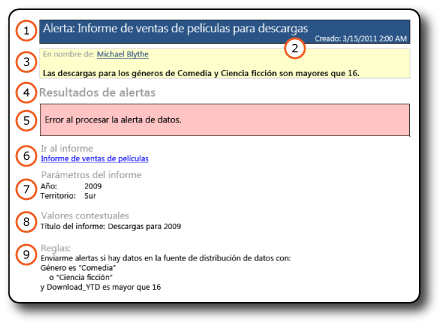 1 Alerta: Informe de ventas de películas para descargas
2 Creado: 3/15/2011 2:00 AM
3 En nombre de: Michael Blythe
Las descargas para los géneros de Comedia y Ciencia ficción son mayores que 16.
4 Resultados de alertas
5 Error al procesar la alerta de datos.
6 Ir al informe
Informe de ventas de películas
Parámetros del informe
7 Año: 2009
Territorio: Sur
8 Valores contextuales
Título del informe: Descargas para 2009
9 Reglas:
Enviarme alertas si hay datos en la fuente de distribución de datos con:
Género es "Comedia"
o "Ciencia ficción"
y Download_YTD es mayor que 16